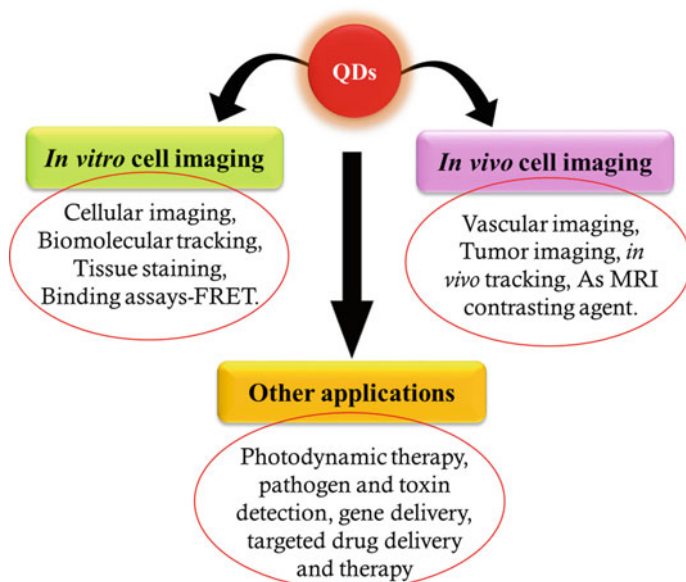 QDs
In vitro cell imaging
Cellular imaging,
Biomolecular tracking,
Tissue staining,
Binding assays-FRET.
In vivo cell imaging
Vascular imaging,
Tumor imaging, in
vivo tracking, As MRI
contrasting agent.
Other applications
Photodynamic therapy,
pathogen and toxin
detection, gene delivery,
targeted drug delivery
and therapy